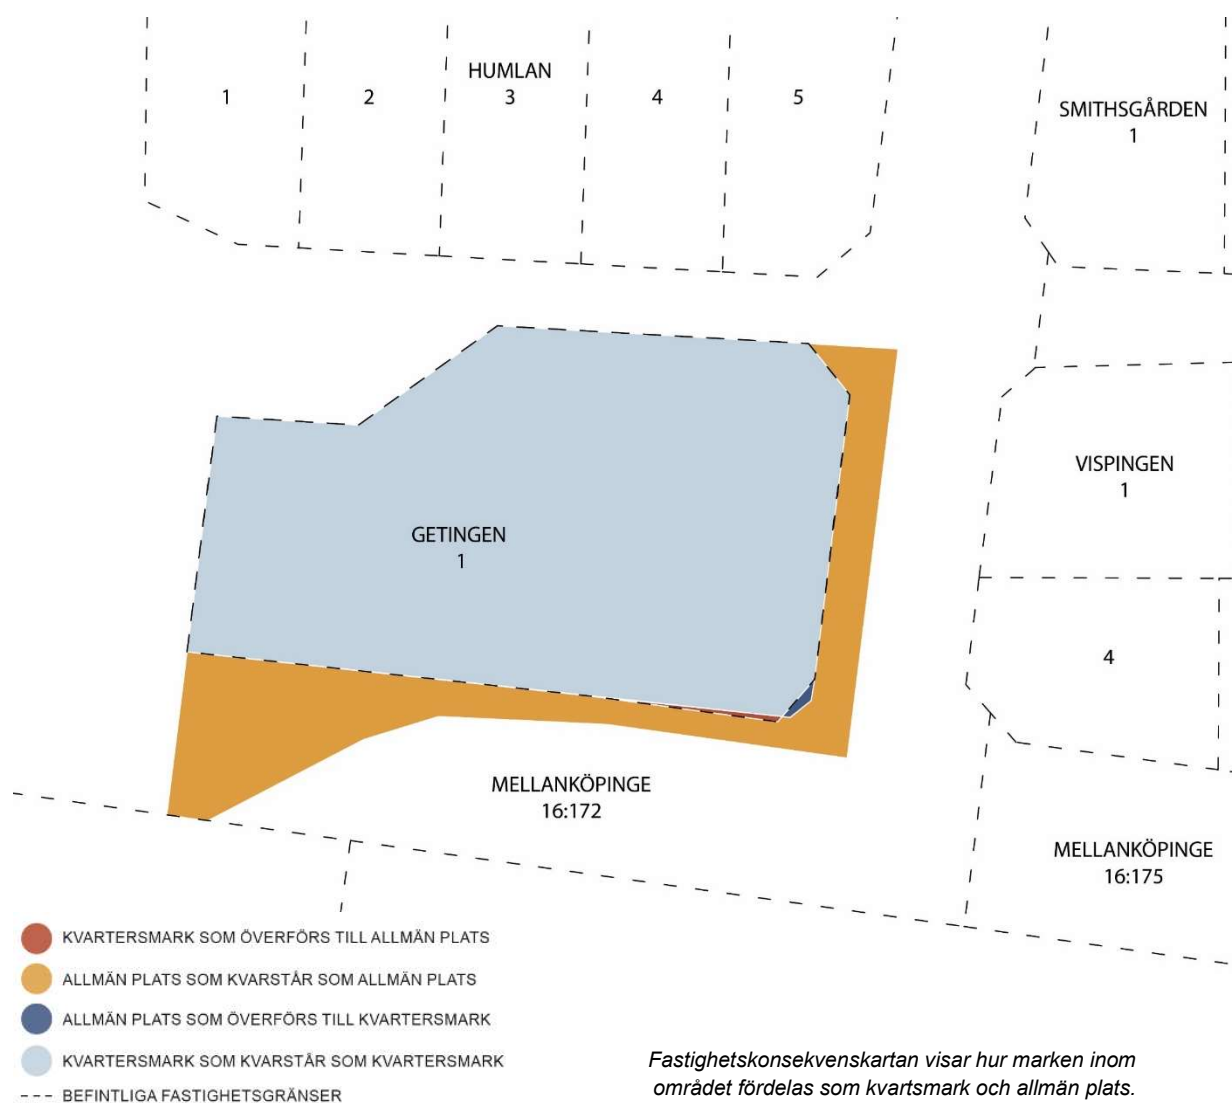 HUMLAN
1
2
3
4
5
SMITHSGÅRDEN
1
VISPINGEN
1
GETINGEN
1
4
MELLANKÖPINGE
16:172
MELLANKÖPINGE
16:175
KVARTERSMARK SOM ÖVERFÖRS TILL ALLMÄN PLATS
ALLMÄN PLATS SOM KVARSTÅR SOM ALLMÄN PLATS
ALLMÄN PLATS SOM ÖVERFÖRS TILL KVARTERSMARK
KVARTERSMARK SOM KVARSTÅR SOM KVARTERSMARK
BEFINTLIGA FASTIGHETSGRÄNSER
Fastighetskonsekvenskartan visar hur marken inom
området fördelas som kvartsmark och allmän plats.